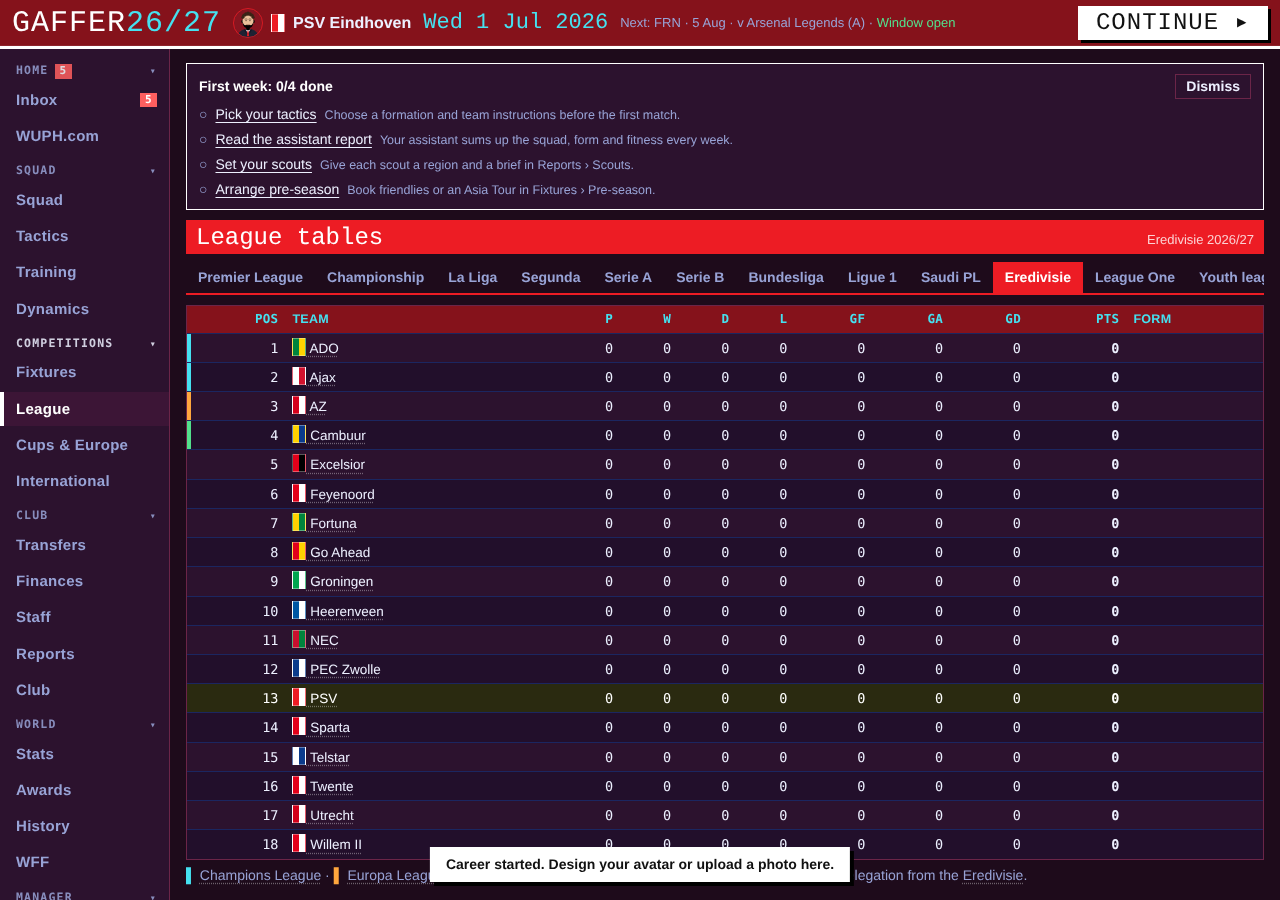 GAFFER26/27 PSV Eindhoven Wed 1 Jul 2026 Next: FRN · 5 Aug · v Arsenal Legends (A) · Window open CONTINUE ►
HOME 5 ▾
Inbox 5
WUPH.com
SQUAD ▾
Squad
Tactics
Training
Dynamics
COMPETITIONS ▾
Fixtures
League
Cups & Europe
International
CLUB ▾
Transfers
Finances
Staff
Reports
Club
WORLD ▾
Stats
Awards
History
WFF
MANAGER ▾
First week: 0/4 done Dismiss
○ Pick your tactics Choose a formation and team instructions before the first match.
○ Read the assistant report Your assistant sums up the squad, form and fitness every week.
○ Set your scouts Give each scout a region and a brief in Reports › Scouts.
○ Arrange pre-season Book friendlies or an Asia Tour in Fixtures › Pre-season.
League tables Eredivisie 2026/27
Premier League Championship La Liga Segunda Serie A Serie B Bundesliga Ligue 1 Saudi PL Eredivisie League One Youth
POS TEAM P W D L GF GA GD PTS FORM
1 ADO 0 0 0 0 0 0 0 0
2 Ajax 0 0 0 0 0 0 0 0
3 AZ 0 0 0 0 0 0 0 0
4 Cambuur 0 0 0 0 0 0 0 0
5 Excelsior 0 0 0 0 0 0 0 0
6 Feyenoord 0 0 0 0 0 0 0 0
7 Fortuna 0 0 0 0 0 0 0 0
8 Go Ahead 0 0 0 0 0 0 0 0
9 Groningen 0 0 0 0 0 0 0 0
10 Heerenveen 0 0 0 0 0 0 0 0
11 NEC 0 0 0 0 0 0 0 0
12 PEC Zwolle 0 0 0 0 0 0 0 0
13 PSV 0 0 0 0 0 0 0 0
14 Sparta 0 0 0 0 0 0 0 0
15 Telstar 0 0 0 0 0 0 0 0
16 Twente 0 0 0 0 0 0 0 0
17 Utrecht 0 0 0 0 0 0 0 0
18 Willem II 0 0 0 0 0 0 0 0
Champions League · Europa from the Eredivisie.
Career started. Design your avatar or upload a photo here.